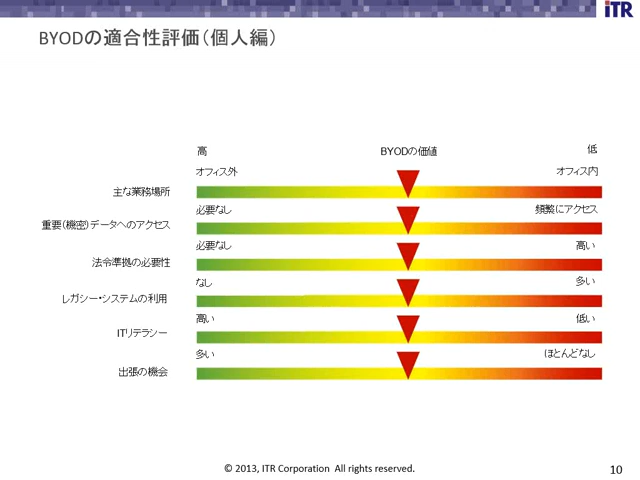 iTR
BYODの適合性評価（個人編）
高 BYODの価値 低
オフィス外 オフィス内
主な業務場所
必要なし 頻繁にアクセス
重要（機密）データへのアクセス
必要なし 高い
法令準拠の必要性
なし 多い
レガシー・システムの利用
高い 低い
ITリテラシー
多い ほとんどなし
出張の機会
© 2013, ITR Corporation All rights reserved.
10